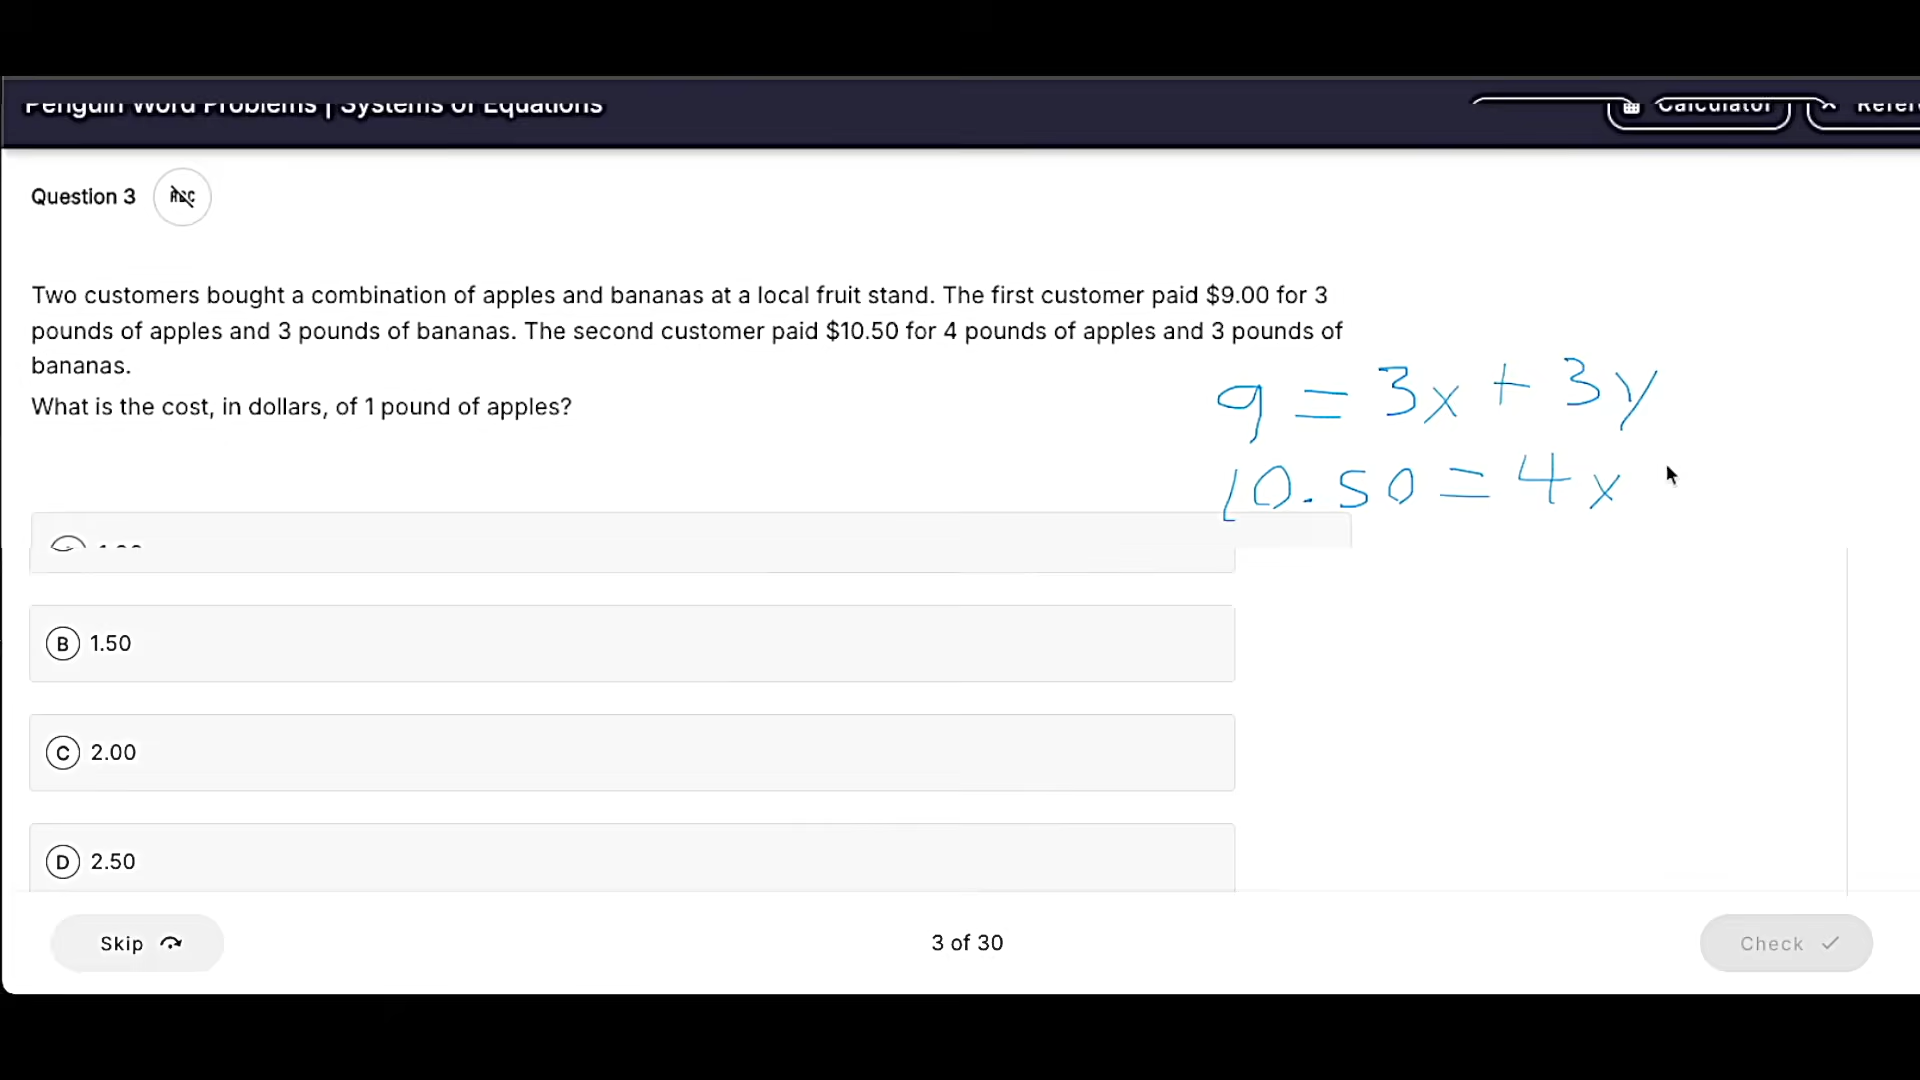 Penguin Word Problems | Systems of Equations
Calculator
Question 3
ABC
Two customers bought a combination of apples and bananas at a local fruit stand. The first customer paid $9.00 for 3
pounds of apples and 3 pounds of bananas. The second customer paid $10.50 for 4 pounds of apples and 3 pounds of
bananas.
What is the cost, in dollars, of 1 pound of apples?
9 = 3x + 3y
10.50 = 4x
B 1.50
C 2.00
D 2.50
Skip
3 of 30
Check